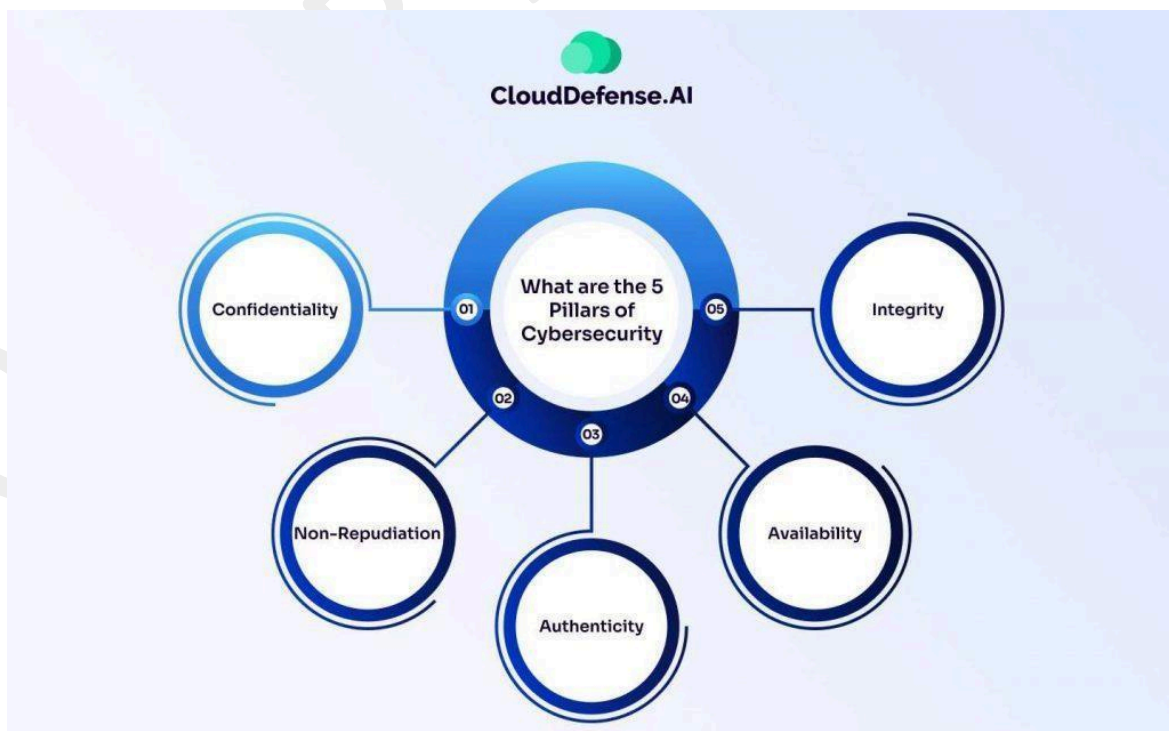 CloudDefense.AI
What are the 5
Pillars of
Cybersecurity
01
Confidentiality
02
Non-Repudiation
03
Authenticity
04
Availability
05
Integrity